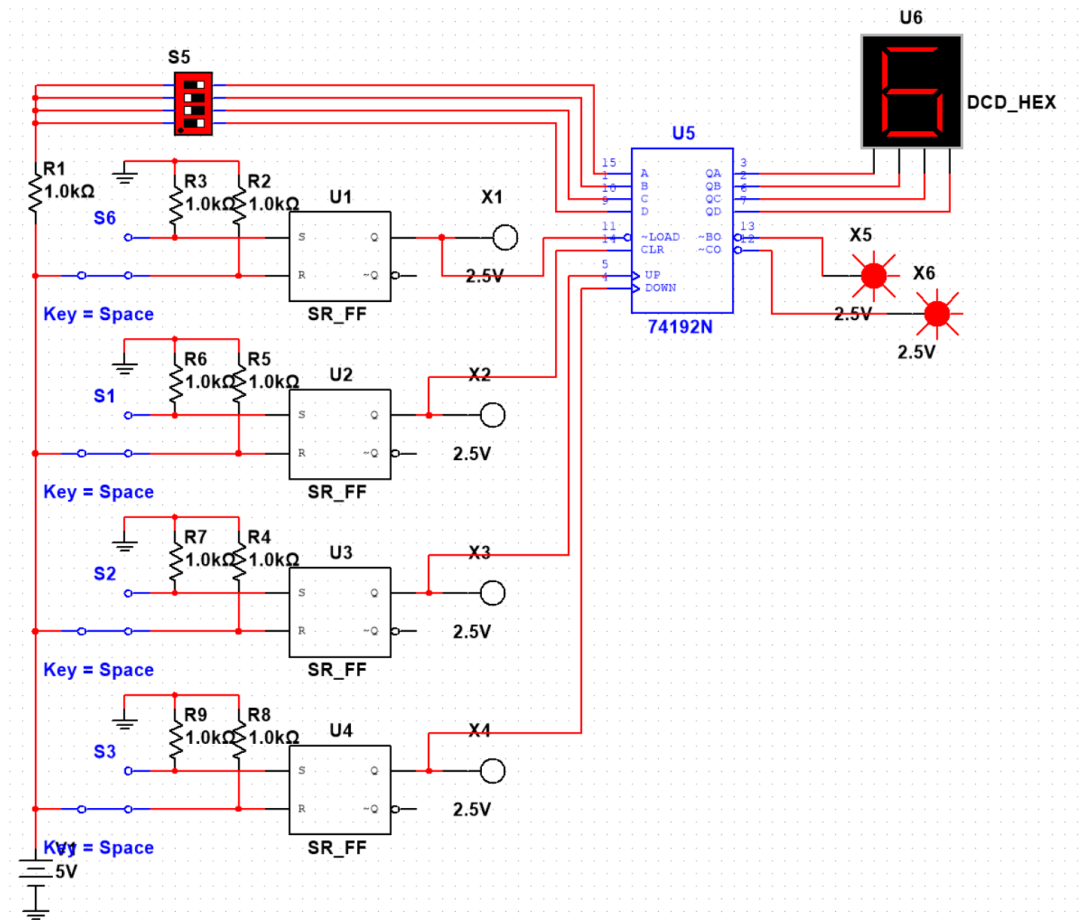 U6
S5
DCD_HEX
U5
R1
1.0kΩ
R3
1.0kΩ
R2
1.0kΩ
U1
X1
S6
S
Q
R
~Q
2.5V
SR_FF
Key = Space
15
A
1
B
10
C
9
D
11
~LOAD
14
CLR
5
UP
4
DOWN
3
QA
2
QB
6
QC
7
QD
13
~BO
12
~CO
74192N
X5
2.5V
X6
2.5V
R6
1.0kΩ
R5
1.0kΩ
U2
X2
S1
S
Q
R
~Q
2.5V
SR_FF
Key = Space
R7
1.0kΩ
R4
1.0kΩ
U3
X3
S2
S
Q
R
~Q
2.5V
SR_FF
Key = Space
R9
1.0kΩ
R8
1.0kΩ
U4
X4
S3
S
Q
R
~Q
2.5V
SR_FF
Key = Space
V1
5V
6